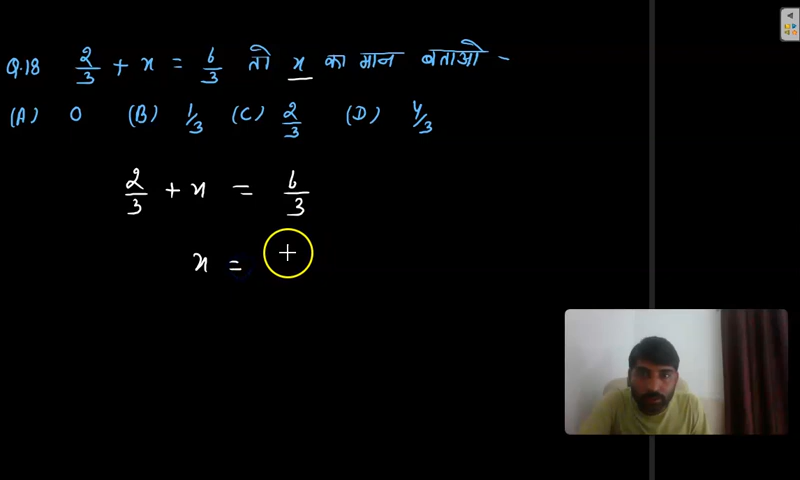 Q.18 2/3 + x = 6/3 तो x का मान बताओ -
(A) 0 (B) 1/3 (C) 2/3 (D) 4/3
2/3 + x = 6/3
x =